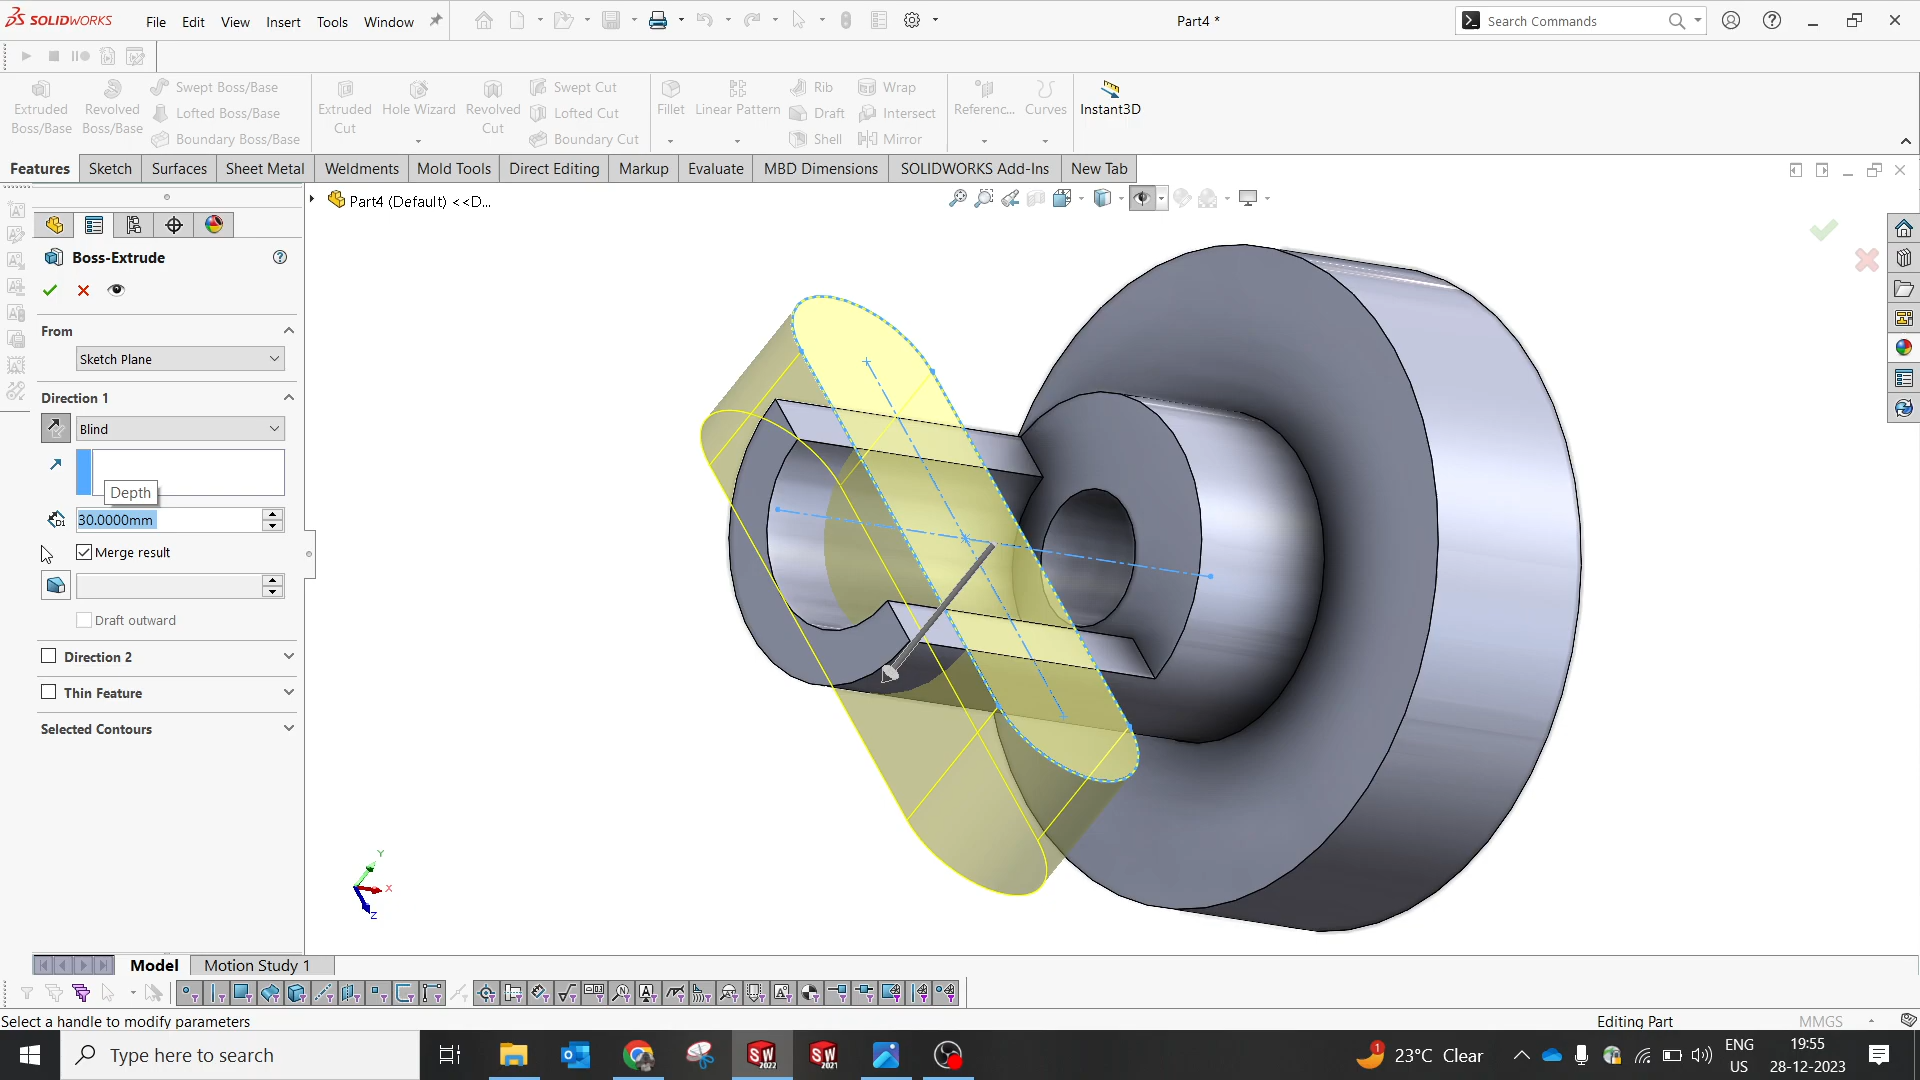 SOLIDWORKS File Edit View Insert Tools Window Part4 * Search Commands
Extruded Boss/Base
Revolved Boss/Base
Swept Boss/Base
Lofted Boss/Base
Boundary Boss/Base
Extruded Cut
Hole Wizard
Revolved Cut
Swept Cut
Lofted Cut
Boundary Cut
Fillet
Linear Pattern
Rib
Draft
Shell
Wrap
Intersect
Mirror
Referenc...
Curves
Instant3D
Features Sketch Surfaces Sheet Metal Weldments Mold Tools Direct Editing Markup Evaluate MBD Dimensions SOLIDWORKS Add-Ins New Tab
Part4 (Default) <<D...
Boss-Extrude
From
Sketch Plane
Direction 1
Blind
Depth
D1
30.0000mm
Merge result
Draft outward
Direction 2
Thin Feature
Selected Contours
Y
X
Z
Model Motion Study 1
Select a handle to modify parameters Editing Part MMGS
Type here to search
SW 2022
SW 2021
1
23°C Clear
ENG US
19:55
28-12-2023